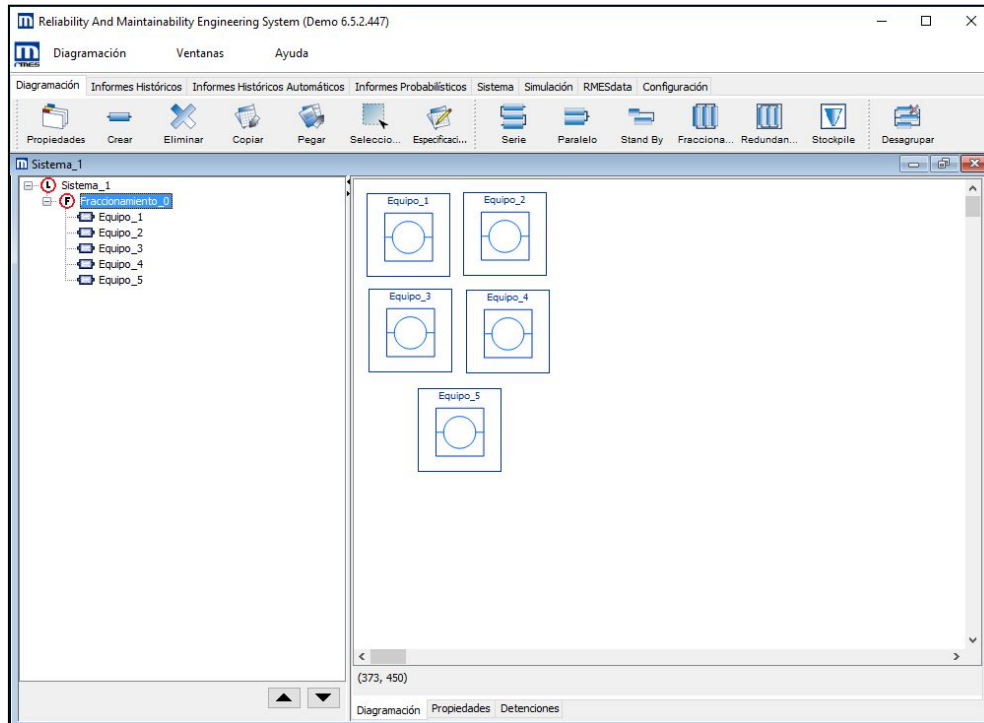 Reliability And Maintainability Engineering System (Demo 6.5.2.447)
rmes Diagramación Ventanas Ayuda
Diagramación Informes Históricos Informes Históricos Automáticos Informes Probabilísticos Sistema Simulación RMESdata Configuración
Propiedades Crear Eliminar Copiar Pegar Seleccio... Especificaci... Serie Paralelo Stand By Fracciona... Redundan... Stockpile Desagrupar
Sistema_1
L Sistema_1
F Fraccionamiento_0
Equipo_1
Equipo_2
Equipo_3
Equipo_4
Equipo_5
Equipo_1 Equipo_2
Equipo_3 Equipo_4
Equipo_5
(373, 450)
Diagramación Propiedades Detenciones